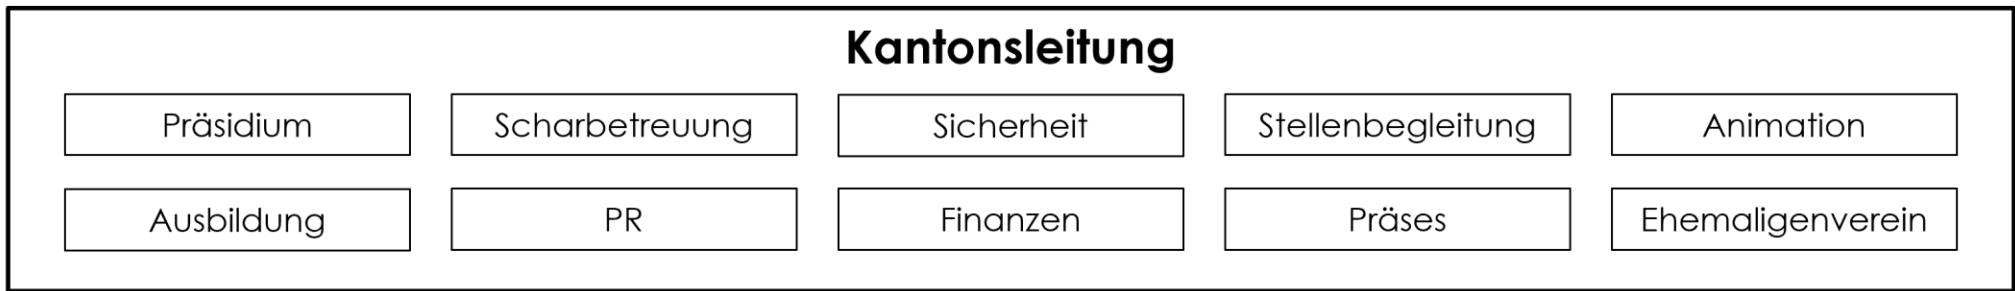 Kantonsleitung
Präsidium
Scharbetreuung
Sicherheit
Stellenbegleitung
Animation
Ausbildung
PR
Finanzen
Präses
Ehemaligenverein